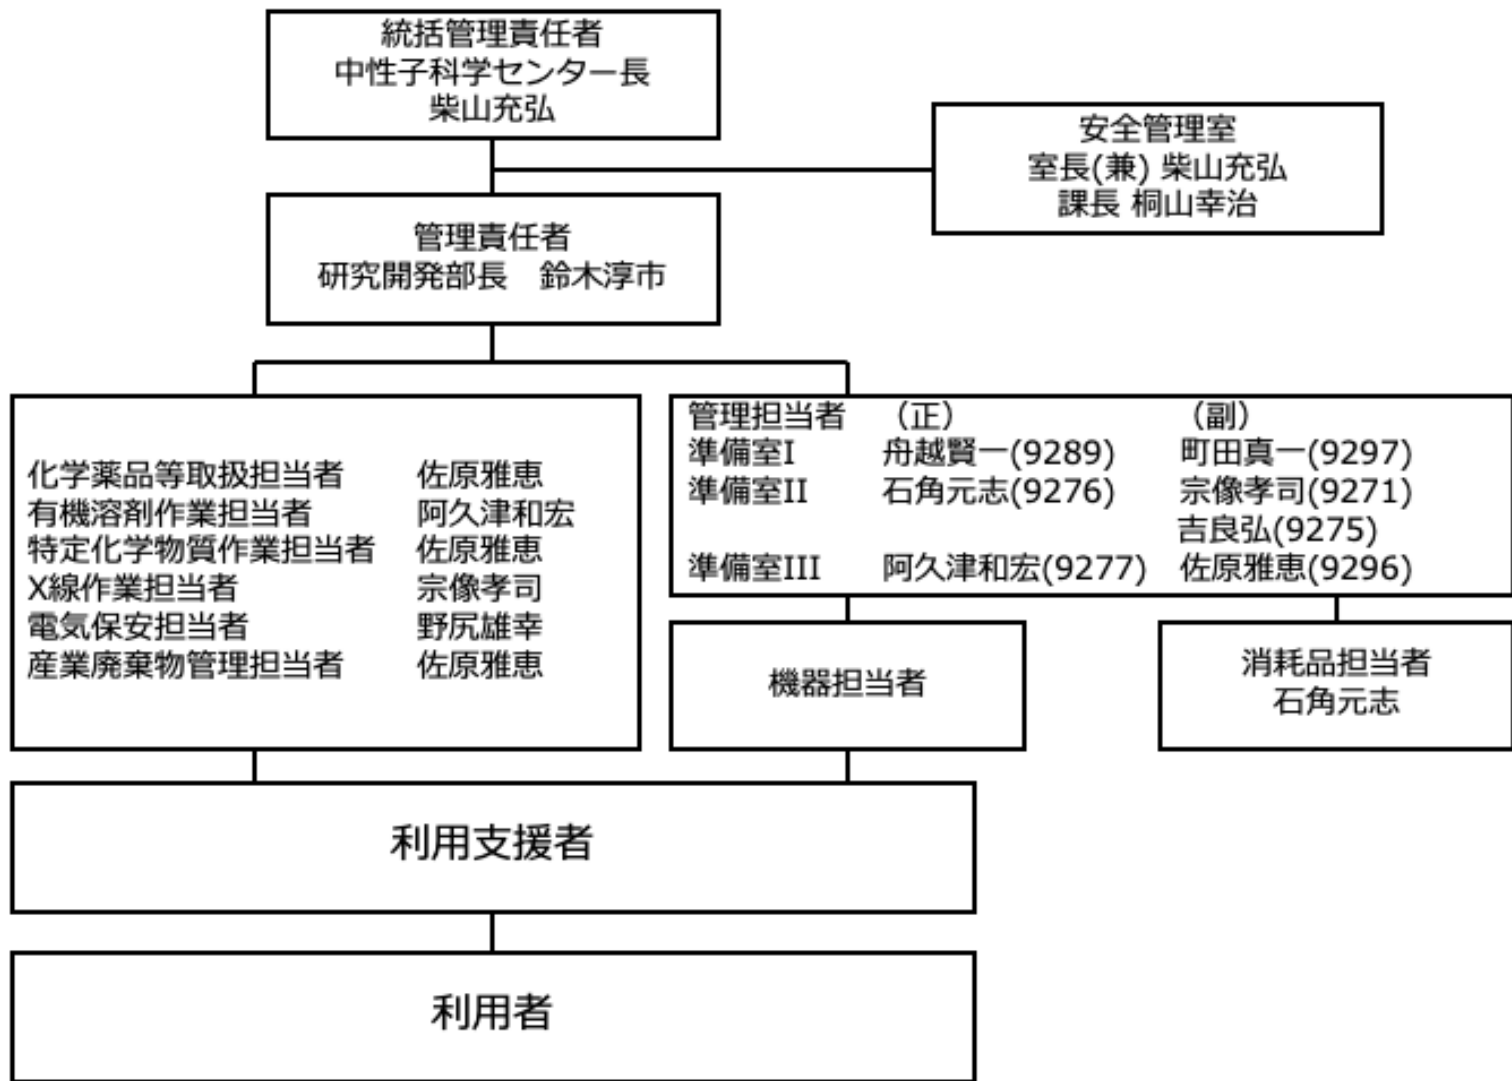 統括管理責任者
中性子科学センター長
柴山充弘
安全管理室
室長(兼) 柴山充弘
課長 桐山幸治
管理責任者
研究開発部長　鈴木淳市
化学薬品等取扱担当者 佐原雅恵
有機溶剤作業担当者 阿久津和宏
特定化学物質作業担当者 佐原雅恵
X線作業担当者 宗像孝司
電気保安担当者 野尻雄幸
産業廃棄物管理担当者 佐原雅恵
管理担当者 （正） （副）
準備室I 舟越賢一(9289) 町田真一(9297)
準備室II 石角元志(9276) 宗像孝司(9271)
吉良弘(9275)
準備室III 阿久津和宏(9277) 佐原雅恵(9296)
機器担当者
消耗品担当者
石角元志
利用支援者
利用者